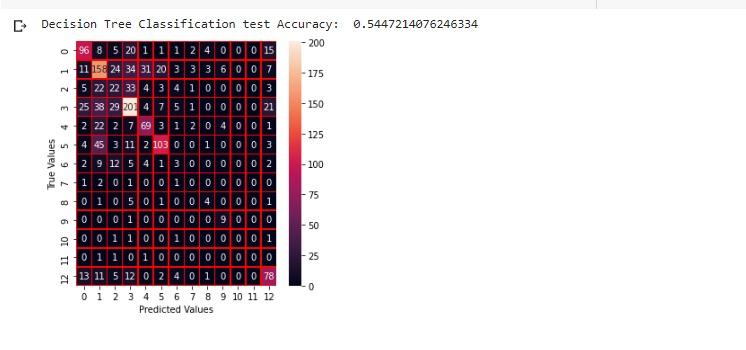 Decision Tree Classification test Accuracy: 0.5447214076246334
0 96 8 5 20 1 1 1 2 4 0 0 0 15
1 11 158 24 34 31 20 3 3 3 6 0 0 7
2 5 22 22 33 4 3 4 1 0 0 0 0 3
3 25 38 29 201 4 7 5 1 0 0 0 0 21
4 2 22 2 7 69 3 1 2 0 4 0 0 1
5 4 45 3 11 2 103 0 0 1 0 0 0 3
6 2 9 12 5 4 1 3 0 0 0 0 0 2
7 1 2 0 1 0 0 1 0 0 0 0 0 0
8 0 1 0 5 0 1 0 0 4 0 0 0 1
9 0 0 0 1 0 0 0 0 0 9 0 0 0
10 0 0 1 1 0 0 1 0 0 0 0 0 1
11 0 1 1 0 1 0 0 0 0 0 0 0 0
12 13 11 5 12 0 2 4 0 1 0 0 0 78
0 1 2 3 4 5 6 7 8 9 10 11 12
Predicted Values
True Values
200
175
150
125
100
75
50
25
0